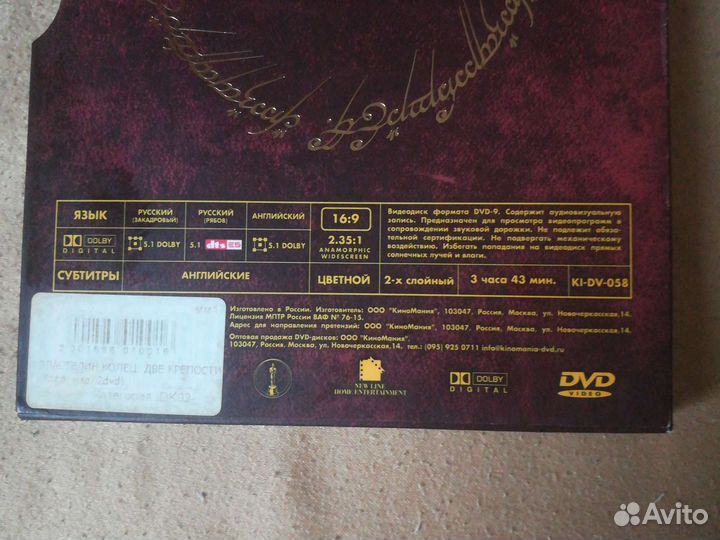 ЯЗЫК
РУССКИЙ (ЗАКАДРОВЫЙ)
РУССКИЙ (РЯБОВ)
АНГЛИЙСКИЙ
16:9
2.35:1
ANAMORPHIC
WIDESCREEN
DOLBY
DIGITAL
5.1 DOLBY
5.1 dts ES
5.1 DOLBY
Видеодиск формата DVD-9. Содержит аудиовизуальную
запись. Предназначен для просмотра видеопрограмм в
сопровождении звуковой дорожки. Не подлежит обяза-
тельной сертификации. Не подвергать механическому
воздействию. Избегать попадания на видеодиск прямых
солнечных лучей и влаги.
СУБТИТРЫ
АНГЛИЙСКИЕ
ЦВЕТНОЙ
2-х слойный
3 часа 43 мин.
KI-DV-058
Изготовлено в России. Изготовитель: ООО "КиноМания", 103047, Россия, Москва, ул. Новочеркасская,14.
Лицензия МПТР России ВАФ № 76-15.
Адрес для направления претензий: ООО "КиноМания", 103047, Россия, Москва, ул. Новочеркасская,14.
Оптовая продажа DVD-дисков: ООО "КиноМания",
103047, Россия, Москва, ул. Новочеркасская,14. тел.: (095) 925 0711 info@kinomania-dvd.ru
КОЛЕЦ ДВЕ КРЕПОСТИ
2dvd)
NEW LINE
HOME ENTERTAINMENT
DOLBY
DIGITAL
DVD
VIDEO
Avito